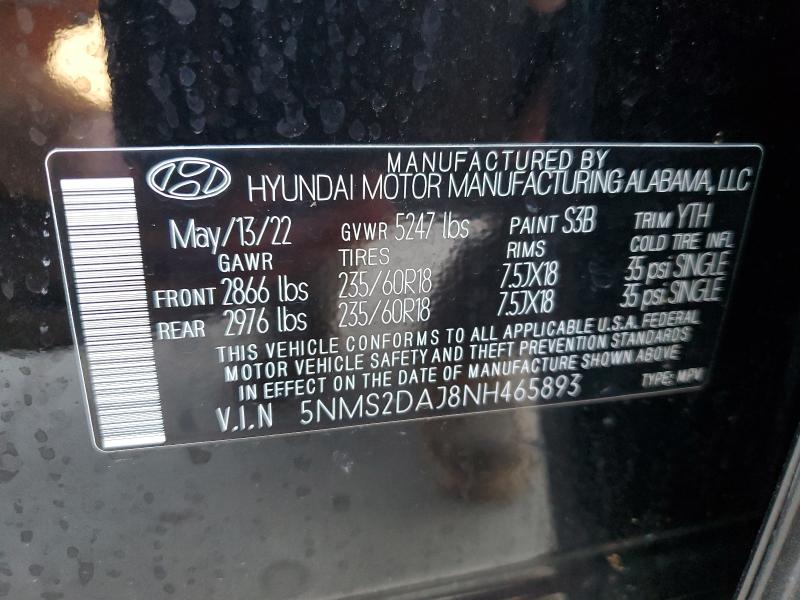 MANUFACTURED BY
HYUNDAI MOTOR MANUFACTURING ALABAMA, LLC
May/13/22 GVWR 5247 lbs PAINT S3B TRIM YTH
GAWR TIRES RIMS COLD TIRE INFL
FRONT 2866 lbs 235/60R18 7.5JX18 35 psi SINGLE
REAR 2976 lbs 235/60R18 7.5JX18 35 psi SINGLE
THIS VEHICLE CONFORMS TO ALL APPLICABLE U.S.A. FEDERAL
MOTOR VEHICLE SAFETY AND THEFT PREVENTION STANDARDS
IN EFFECT ON THE DATE OF MANUFACTURE SHOWN ABOVE
V.I.N 5NMS2DAJ8NH465893 TYPE: MPV